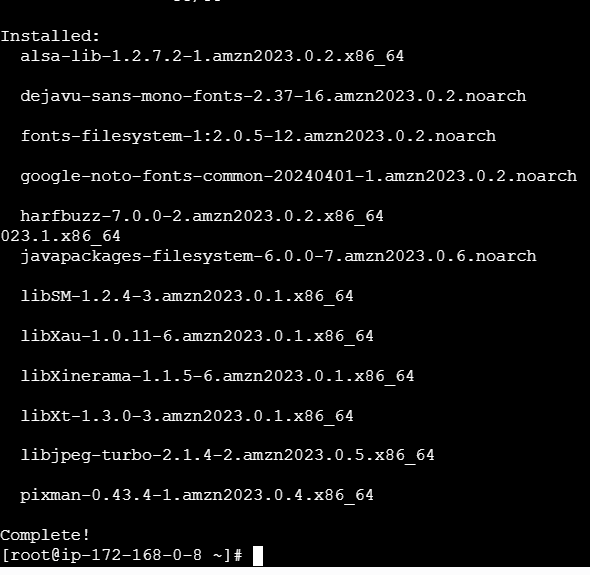 Installed:
alsa-lib-1.2.7.2-1.amzn2023.0.2.x86_64
dejavu-sans-mono-fonts-2.37-16.amzn2023.0.2.noarch
fonts-filesystem-1:2.0.5-12.amzn2023.0.2.noarch
google-noto-fonts-common-20240401-1.amzn2023.0.2.noarch
harfbuzz-7.0.0-2.amzn2023.0.2.x86_64
023.1.x86_64
javapackages-filesystem-6.0.0-7.amzn2023.0.6.noarch
libSM-1.2.4-3.amzn2023.0.1.x86_64
libXau-1.0.11-6.amzn2023.0.1.x86_64
libXinerama-1.1.5-6.amzn2023.0.1.x86_64
libXt-1.3.0-3.amzn2023.0.1.x86_64
libjpeg-turbo-2.1.4-2.amzn2023.0.5.x86_64
pixman-0.43.4-1.amzn2023.0.4.x86_64
Complete!
[root@ip-172-168-0-8 ~]#